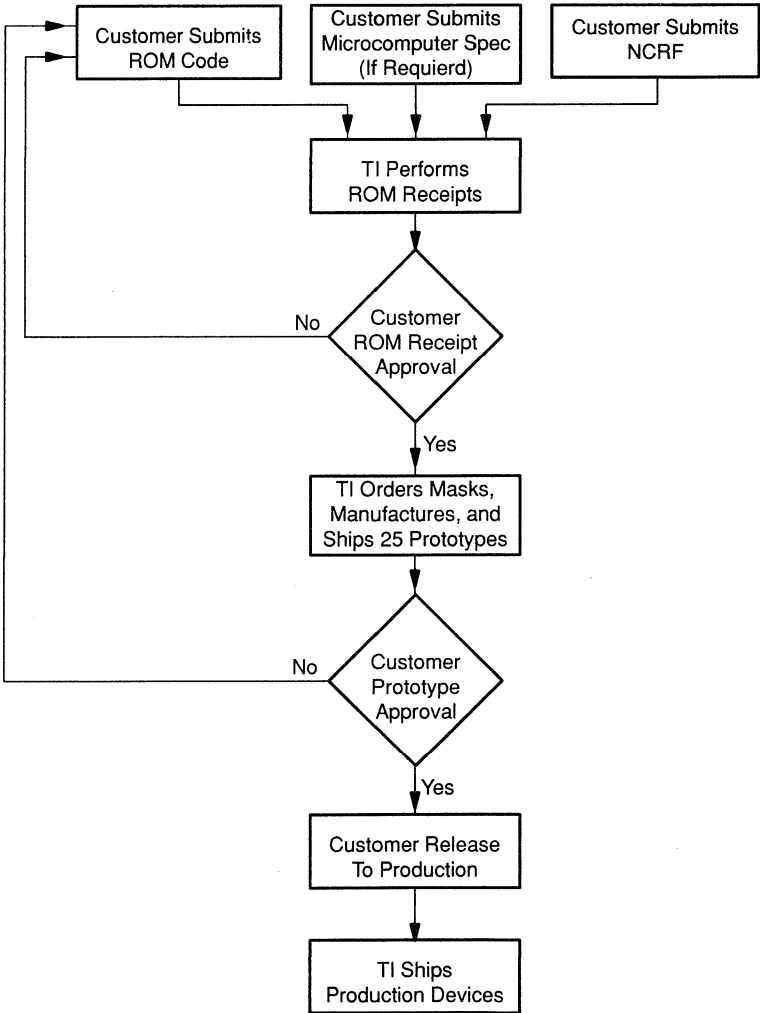 Customer Submits
ROM Code
Customer Submits
Microcomputer Spec
(If Requierd)
Customer Submits
NCRF
TI Performs
ROM Receipts
Customer
ROM Receipt
Approval
No
Yes
TI Orders Masks,
Manufactures, and
Ships 25 Prototypes
Customer
Prototype
Approval
No
Yes
Customer Release
To Production
TI Ships
Production Devices